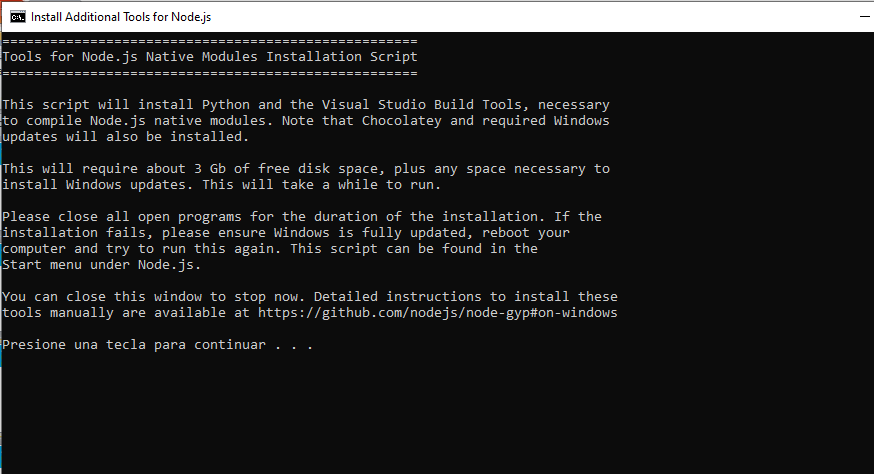 Install Additional Tools for Node.js
====================================================
Tools for Node.js Native Modules Installation Script
====================================================
This script will install Python and the Visual Studio Build Tools, necessary
to compile Node.js native modules. Note that Chocolatey and required Windows
updates will also be installed.
This will require about 3 Gb of free disk space, plus any space necessary to
install Windows updates. This will take a while to run.
Please close all open programs for the duration of the installation. If the
installation fails, please ensure Windows is fully updated, reboot your
computer and try to run this again. This script can be found in the
Start menu under Node.js.
You can close this window to stop now. Detailed instructions to install these
tools manually are available at https://github.com/nodejs/node-gyp#on-windows
Presione una tecla para continuar . . .